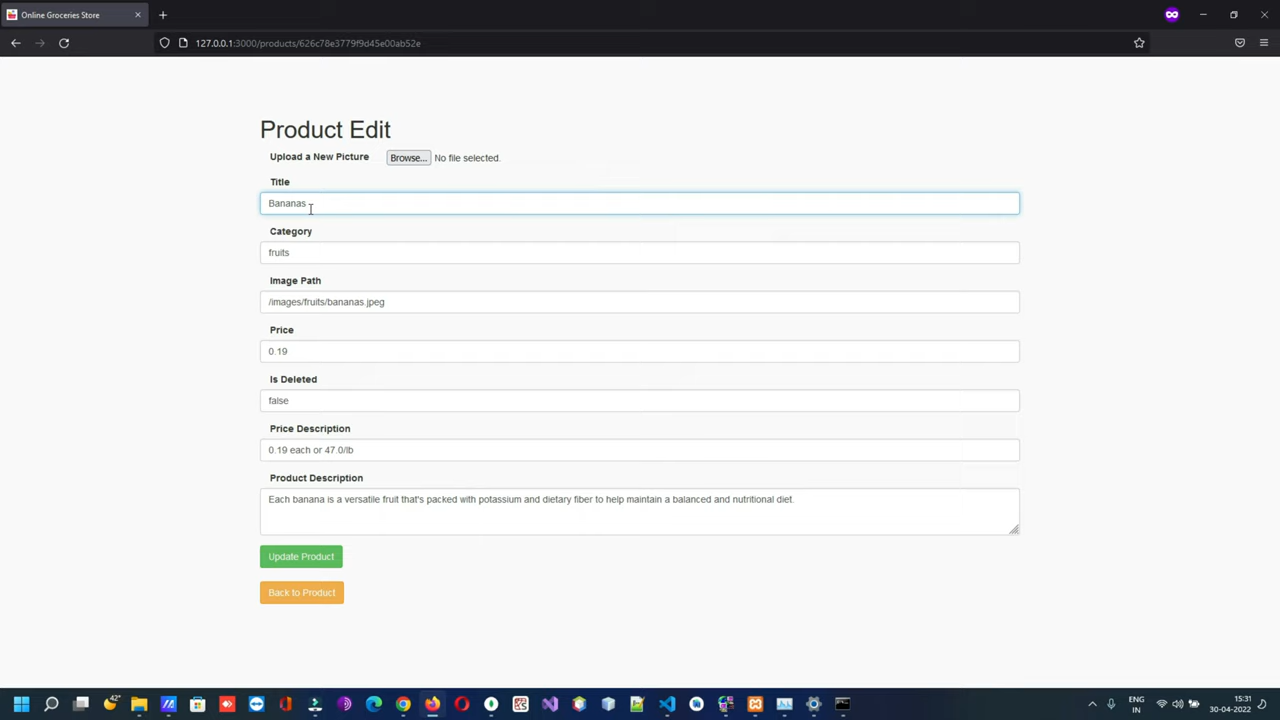 Online Groceries Store
127.0.0.1:3000/products/626c78e3779f9d45e00ab52e
Product Edit
Upload a New Picture Browse... No file selected.
Title
Bananas
Category
fruits
Image Path
/images/fruits/bananas.jpeg
Price
0.19
Is Deleted
false
Price Description
0.19 each or 47.0/lb
Product Description
Each banana is a versatile fruit that's packed with potassium and dietary fiber to help maintain a balanced and nutritional diet.
Update Product
Back to Product
42°
ENG
IN
15:31
30-04-2022